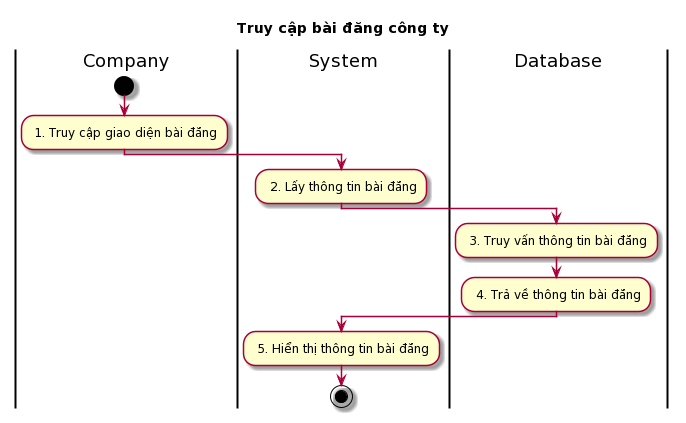 Truy cập bài đăng công ty
Company
System
Database
1. Truy cập giao diện bài đăng
2. Lấy thông tin bài đăng
3. Truy vấn thông tin bài đăng
4. Trả về thông tin bài đăng
5. Hiển thị thông tin bài đăng